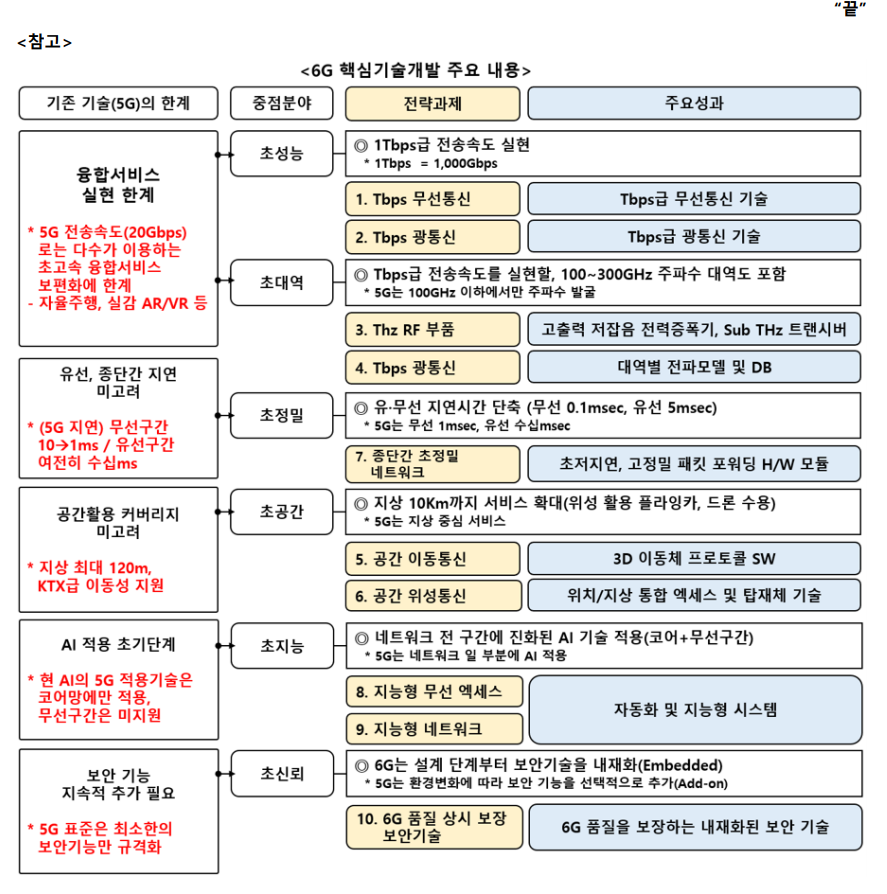 "끝"
<참고>
<6G 핵심기술개발 주요 내용>
기존 기술(5G)의 한계
중점분야
전략과제
주요성과
융합서비스
실현 한계
* 5G 전송속도(20Gbps)
로는 다수가 이용하는
초고속 융합서비스
보편화에 한계
- 자율주행, 실감 AR/VR 등
초성능
◎ 1Tbps급 전송속도 실현
* 1Tbps = 1,000Gbps
1. Tbps 무선통신
Tbps급 무선통신 기술
2. Tbps 광통신
Tbps급 광통신 기술
초대역
◎ Tbps급 전송속도를 실현할, 100~300GHz 주파수 대역도 포함
* 5G는 100GHz 이하에서만 주파수 발굴
3. Thz RF 부품
고출력 저잡음 전력증폭기, Sub THz 트랜시버
4. Tbps 광통신
대역별 전파모델 및 DB
유선, 종단간 지연
미고려
* (5G 지연) 무선구간
10→1ms / 유선구간
여전히 수십ms
초정밀
◎ 유·무선 지연시간 단축 (무선 0.1msec, 유선 5msec)
* 5G는 무선 1msec, 유선 수십msec
7. 종단간 초정밀
네트워크
초저지연, 고정밀 패킷 포워딩 H/W 모듈
공간활용 커버리지
미고려
* 지상 최대 120m,
KTX급 이동성 지원
초공간
◎ 지상 10Km까지 서비스 확대(위성 활용 플라잉카, 드론 수용)
* 5G는 지상 중심 서비스
5. 공간 이동통신
3D 이동체 프로토콜 SW
6. 공간 위성통신
위치/지상 통합 엑세스 및 탑재체 기술
AI 적용 초기단계
* 현 AI의 5G 적용기술은
코어망에만 적용,
무선구간은 미지원
초지능
◎ 네트워크 전 구간에 진화된 AI 기술 적용(코어+무선구간)
* 5G는 네트워크 일 부분에 AI 적용
8. 지능형 무선 엑세스
9. 지능형 네트워크
자동화 및 지능형 시스템
보안 기능
지속적 추가 필요
* 5G 표준은 최소한의
보안기능만 규격화
초신뢰
◎ 6G는 설계 단계부터 보안기술을 내재화(Embedded)
* 5G는 환경변화에 따라 보안 기능을 선택적으로 추가(Add-on)
10. 6G 품질 상시 보장
보안기술
6G 품질을 보장하는 내재화된 보안 기술